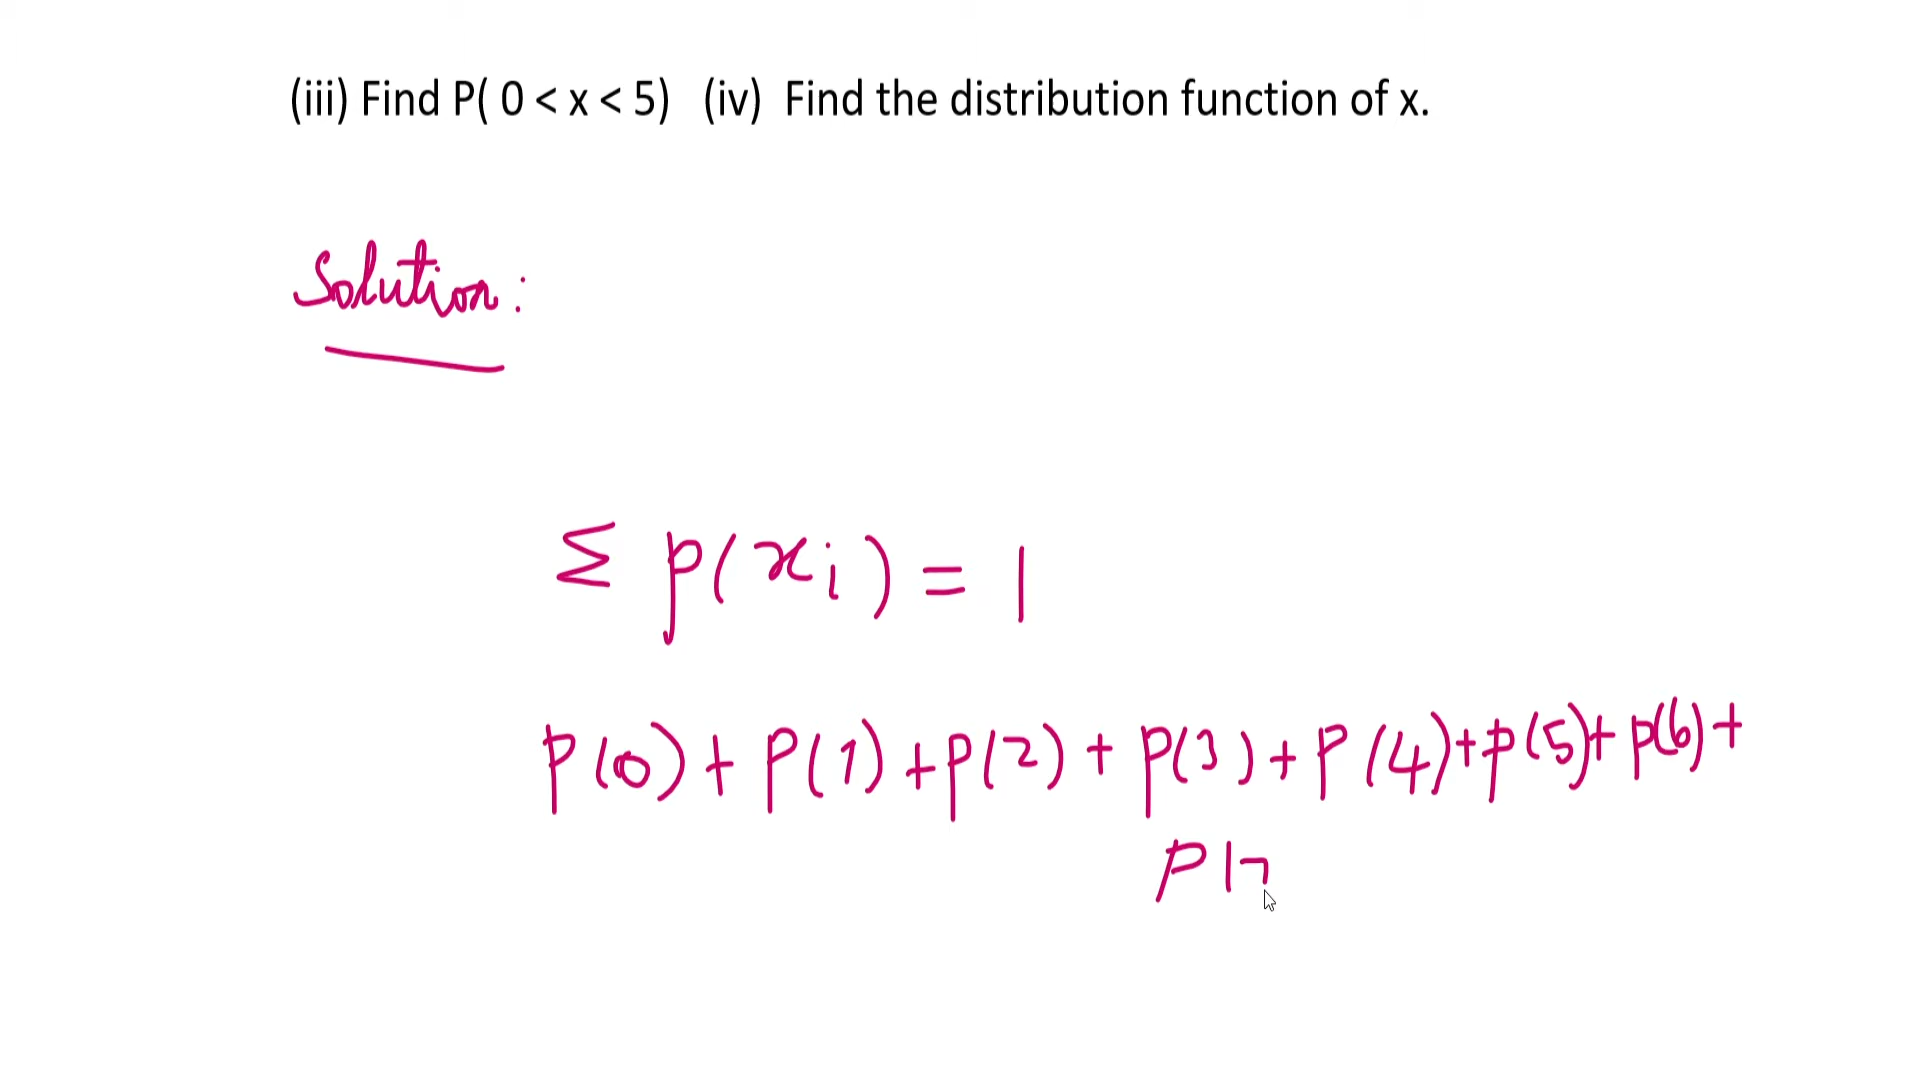 (iii) Find P( 0 < x < 5) (iv) Find the distribution function of x.
Solution:
Σ p(xi) = 1
p(0) + p(1) + p(2) + p(3) + p(4) + p(5) + p(6) +
p(7